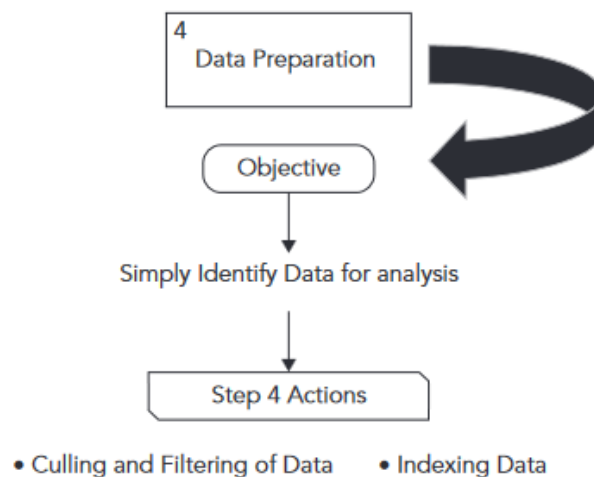 4
Data Preparation
Objective
Simply Identify Data for analysis
Step 4 Actions
• Culling and Filtering of Data • Indexing Data